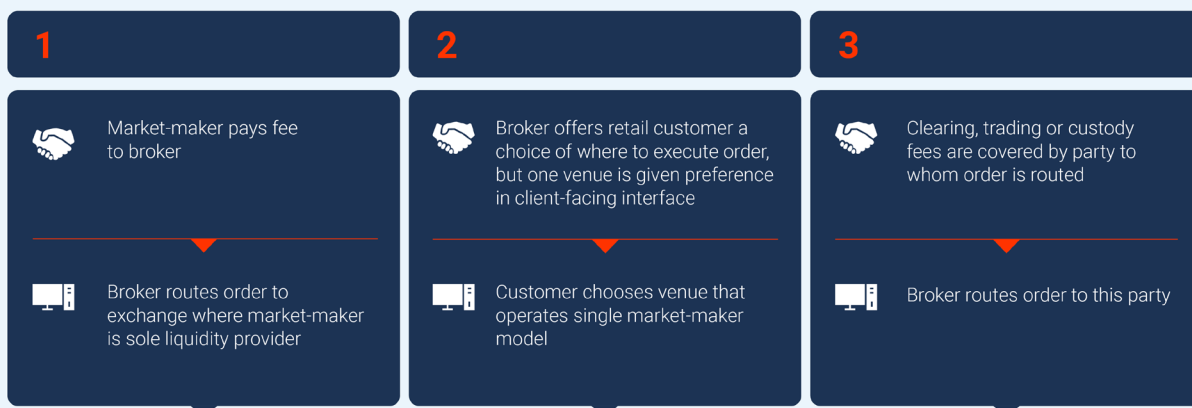 1
2
3
Market-maker pays fee
to broker
Broker routes order to
exchange where market-maker
is sole liquidity provider
Broker offers retail customer a
choice of where to execute order,
but one venue is given preference
in client-facing interface
Customer chooses venue that
operates single market-maker
model
Clearing, trading or custody
fees are covered by party to
whom order is routed
Broker routes order to this party